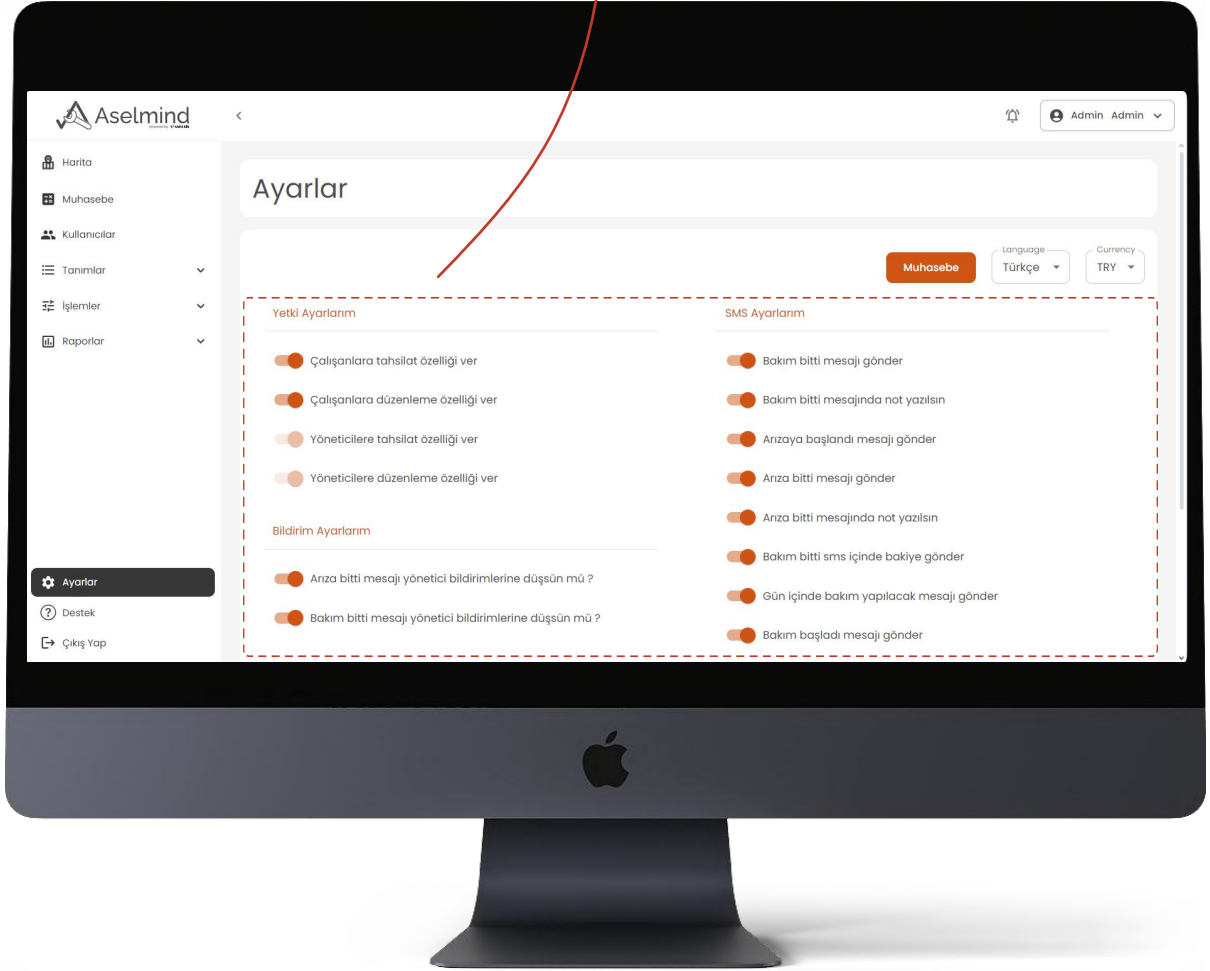 Aselmind
Admin Admin
Harita
Muhasebe
Kullanıcılar
Tanımlar
İşlemler
Raporlar
Ayarlar
Destek
Çıkış Yap
Ayarlar
Muhasebe
Language
Türkçe
Currency
TRY
Yetki Ayarlarım
Çalışanlara tahsilat özelliği ver
Çalışanlara düzenleme özelliği ver
Yöneticilere tahsilat özelliği ver
Yöneticilere düzenleme özelliği ver
Bildirim Ayarlarım
Arıza bitti mesajı yönetici bildirimlerine düşsün mü ?
Bakım bitti mesajı yönetici bildirimlerine düşsün mü ?
SMS Ayarlarım
Bakım bitti mesajı gönder
Bakım bitti mesajında not yazılsın
Arızaya başlandı mesajı gönder
Arıza bitti mesajı gönder
Arıza bitti mesajında not yazılsın
Bakım bitti sms içinde bakiye gönder
Gün içinde bakım yapılacak mesajı gönder
Bakım başladı mesajı gönder